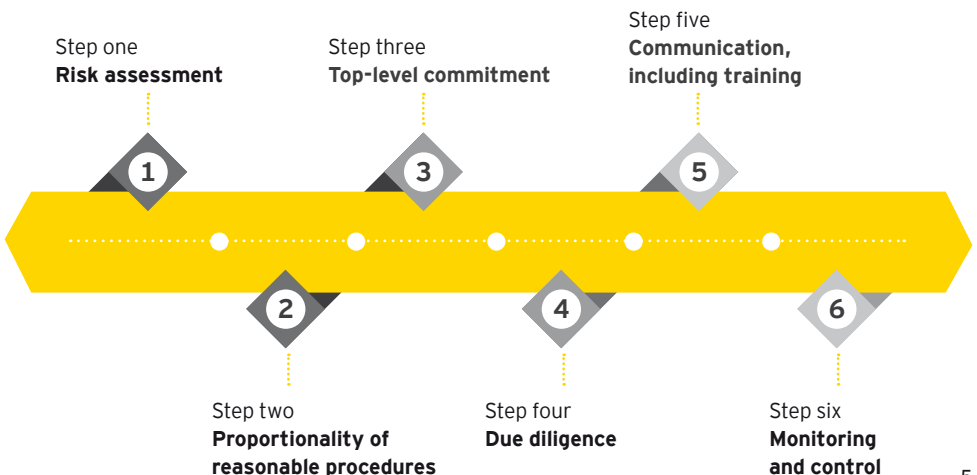 Step one
Risk assessment
Step three
Top-level commitment
Step five
Communication,
including training
1
3
5
2
4
6
Step two
Proportionality of
reasonable procedures
Step four
Due diligence
Step six
Monitoring
and control
5